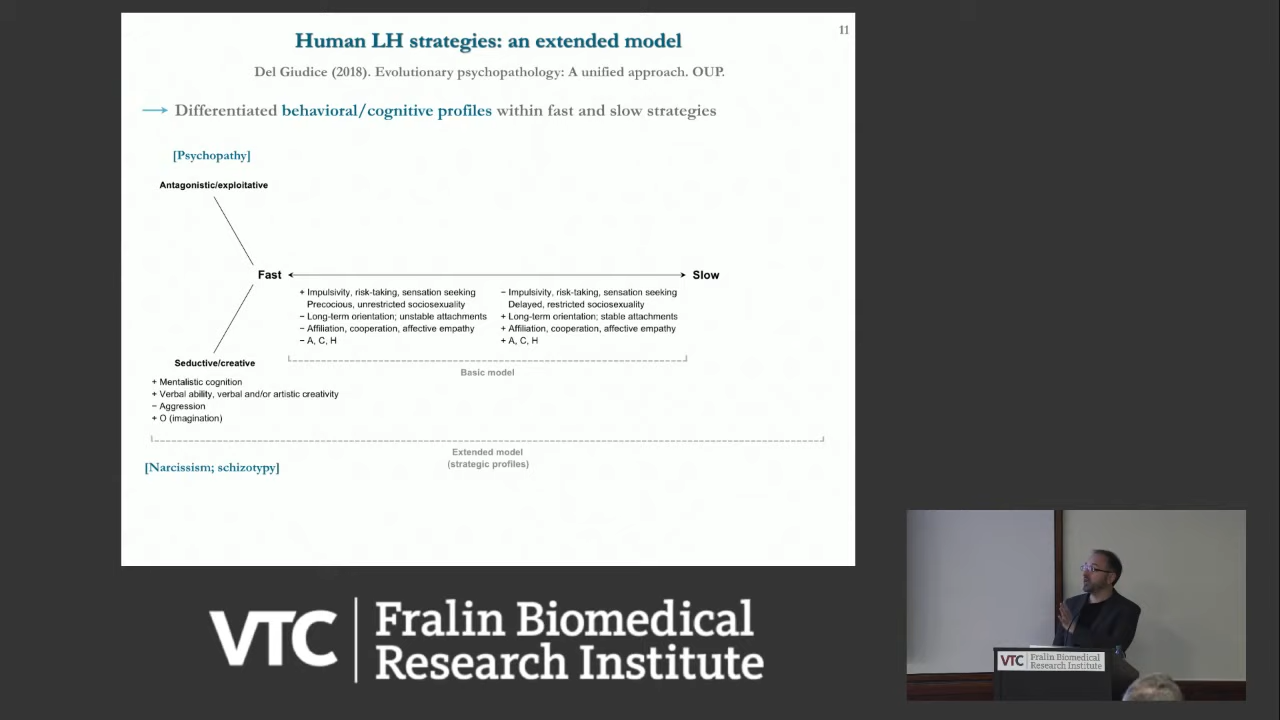 11
Human LH strategies: an extended model
Del Giudice (2018). Evolutionary psychopathology: A unified approach. OUP.
→ Differentiated behavioral/cognitive profiles within fast and slow strategies
[Psychopathy]
Antagonistic/exploitative
Fast
Slow
+ Impulsivity, risk-taking, sensation seeking
Precocious, unrestricted sociosexuality
− Long-term orientation; unstable attachments
− Affiliation, cooperation, affective empathy
− A, C, H
− Impulsivity, risk-taking, sensation seeking
Delayed, restricted sociosexuality
+ Long-term orientation; stable attachments
+ Affiliation, cooperation, affective empathy
+ A, C, H
Basic model
Seductive/creative
+ Mentalistic cognition
+ Verbal ability, verbal and/or artistic creativity
− Aggression
+ O (imagination)
Extended model
(strategic profiles)
[Narcissism; schizotypy]
VTC
Fralin Biomedical
Research Institute
VTC
Fralin Biomedical
Research Institute